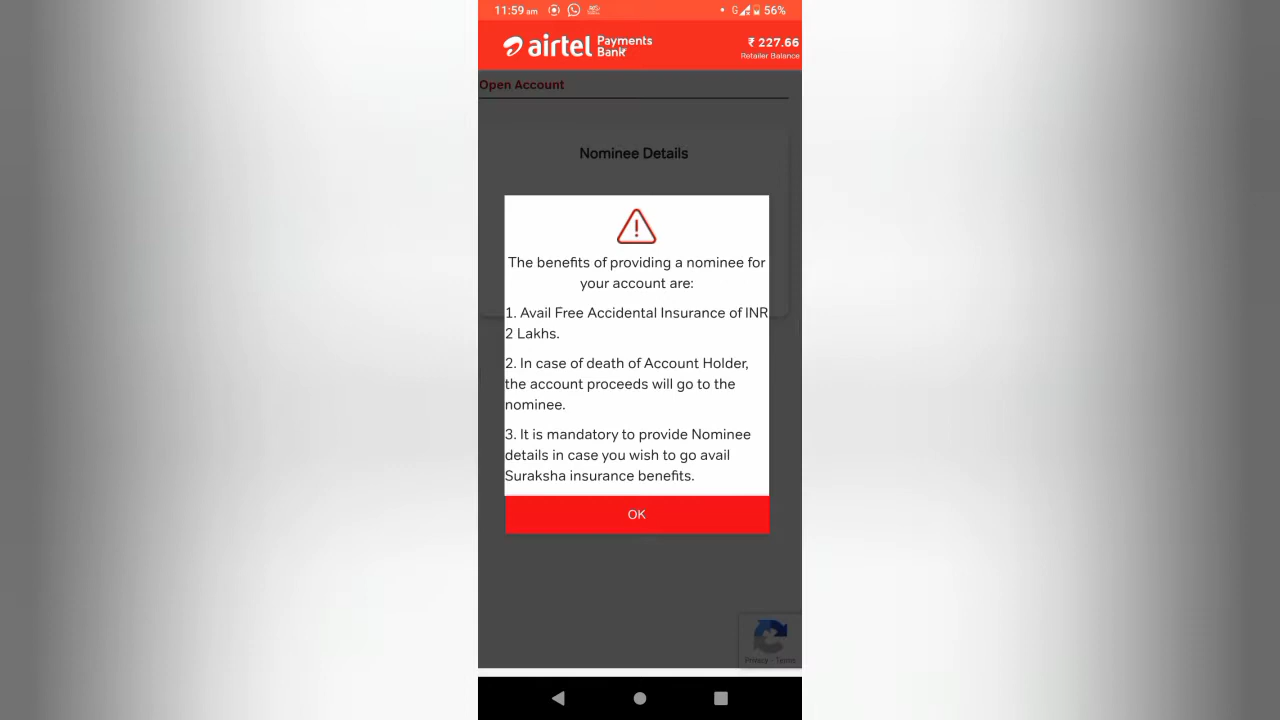 11:59 am G 56%
airtel Payments Bank
₹ 227.66
Retailer Balance
Open Account
Nominee Details
The benefits of providing a nominee for
your account are:
1. Avail Free Accidental Insurance of INR
2 Lakhs.
2. In case of death of Account Holder,
the account proceeds will go to the
nominee.
3. It is mandatory to provide Nominee
details in case you wish to go avail
Suraksha insurance benefits.
OK
Privacy - Terms